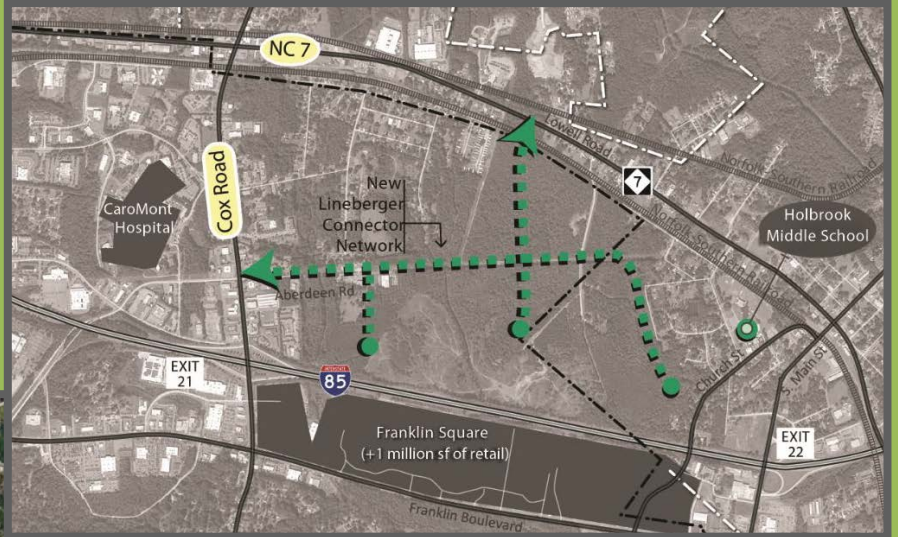 NC 7
Lowell Road
Norfolk-Southern Railroad
7
Norfolk-Southern Railroad
Cox Road
CaroMont
Hospital
New
Lineberger
Connector
Network
Holbrook
Middle School
Aberdeen Rd
EXIT
21
INTERSTATE
85
Church St
S. Main St
Franklin Square
(+1 million sf of retail)
EXIT
22
Franklin Boulevard